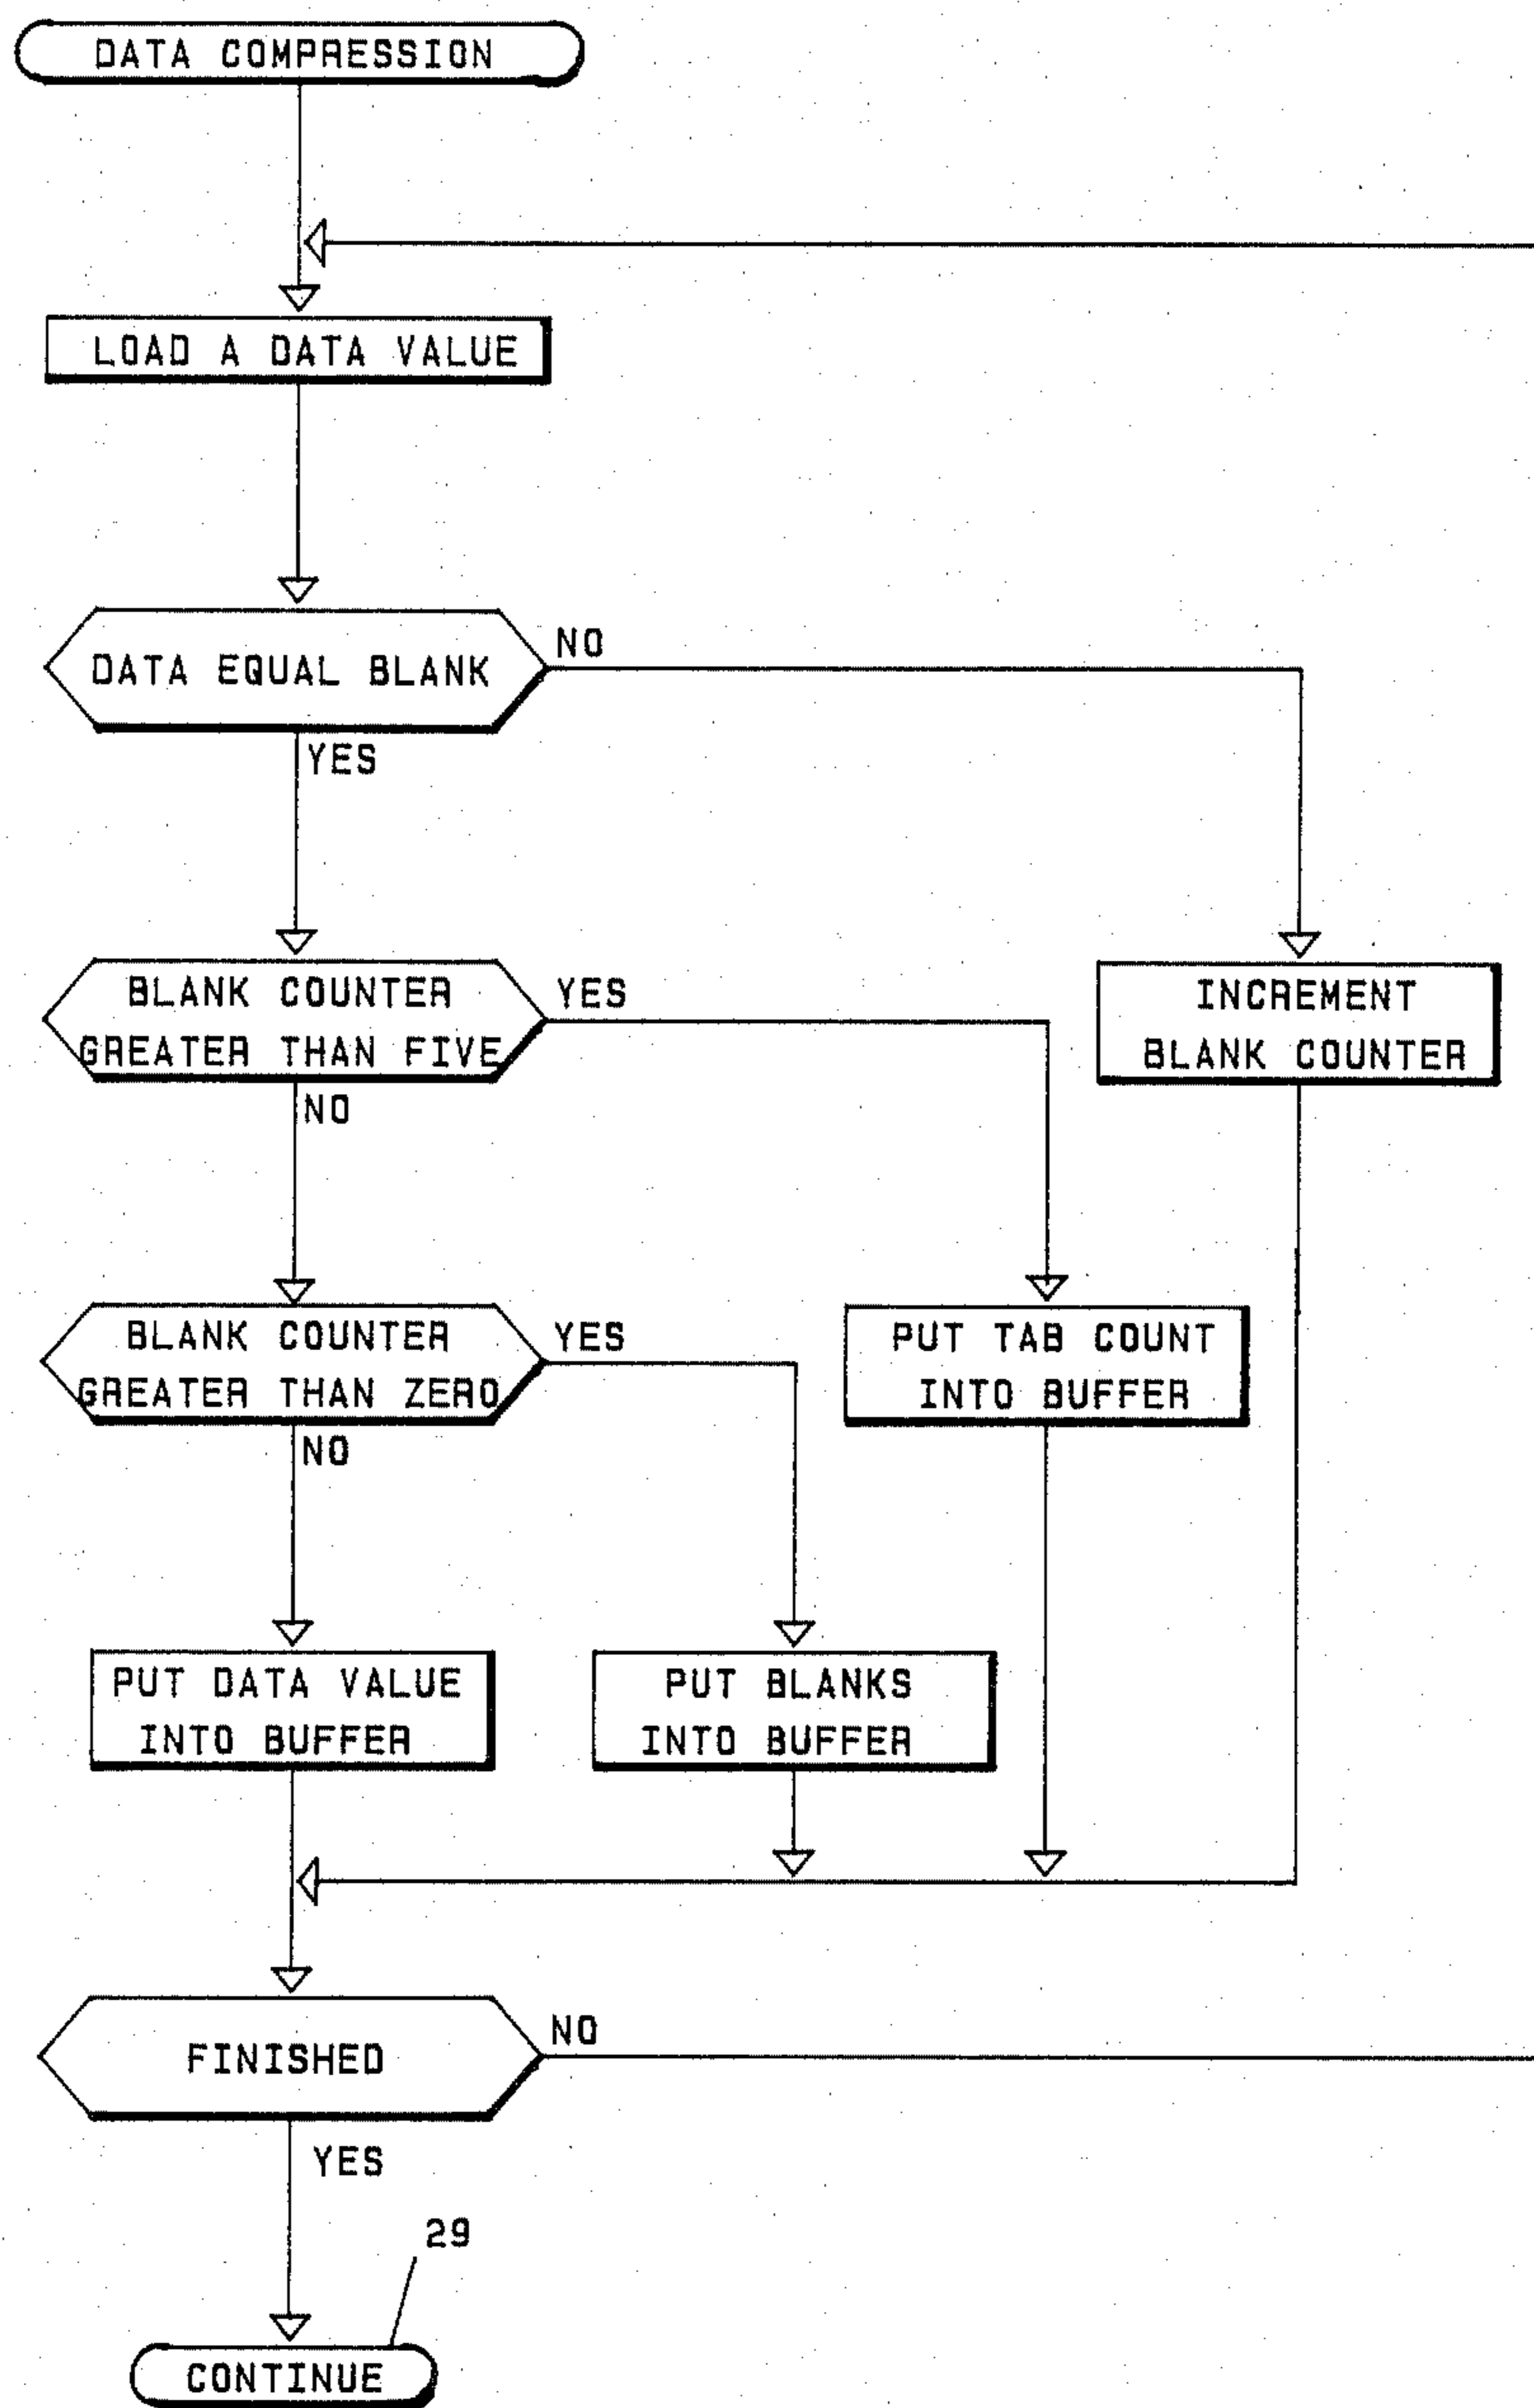 DATA COMPRESSION
LOAD A DATA VALUE
NO
DATA EQUAL BLANK
YES
BLANK COUNTER
GREATER THAN FIVE
YES
NO
INCREMENT
BLANK COUNTER
BLANK COUNTER
GREATER THAN ZERO
YES
NO
PUT TAB COUNT
INTO BUFFER
PUT DATA VALUE
INTO BUFFER
PUT BLANKS
INTO BUFFER
FINISHED
NO
YES
29
CONTINUE